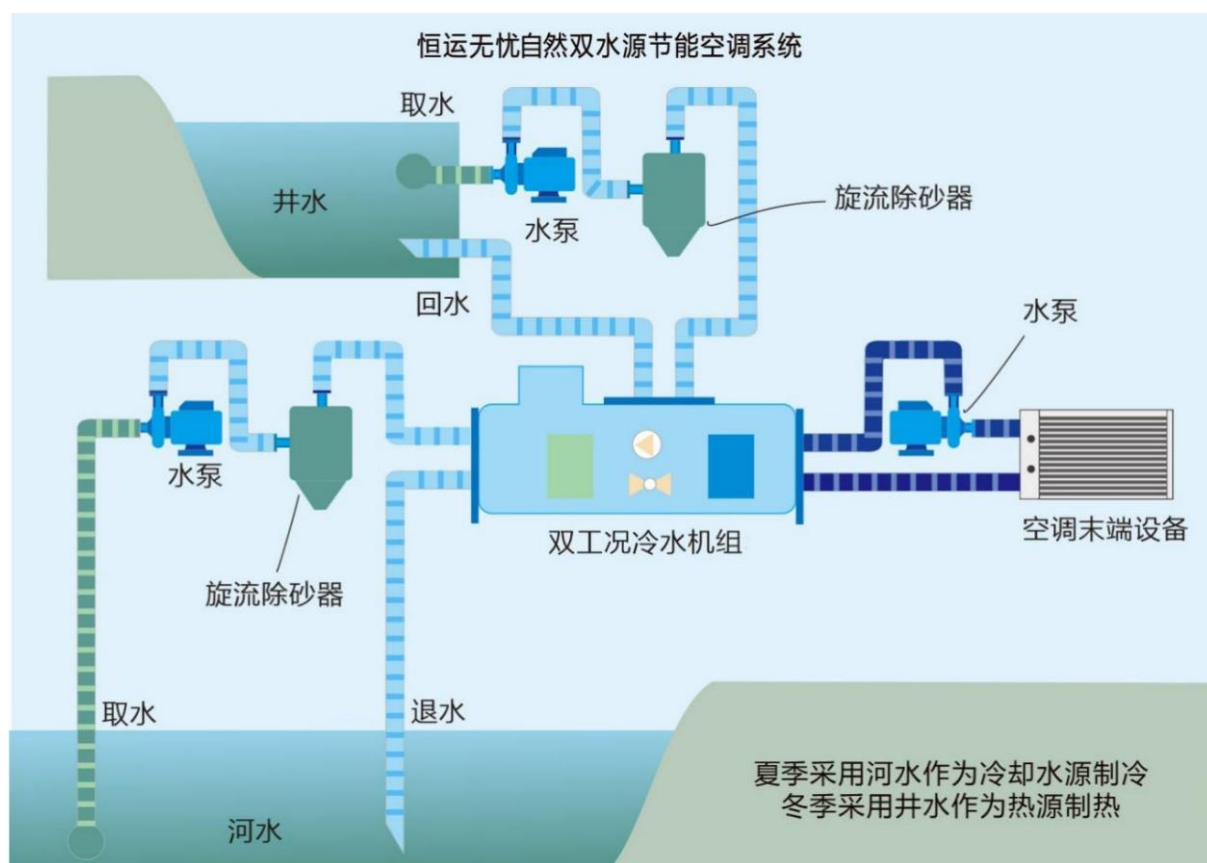 恒运无忧自然双水源节能空调系统
取水
井水
水泵
旋流除砂器
回水
水泵
水泵
旋流除砂器
双工况冷水机组
空调末端设备
取水
退水
夏季采用河水作为冷却水源制冷
冬季采用井水作为热源制热
河水